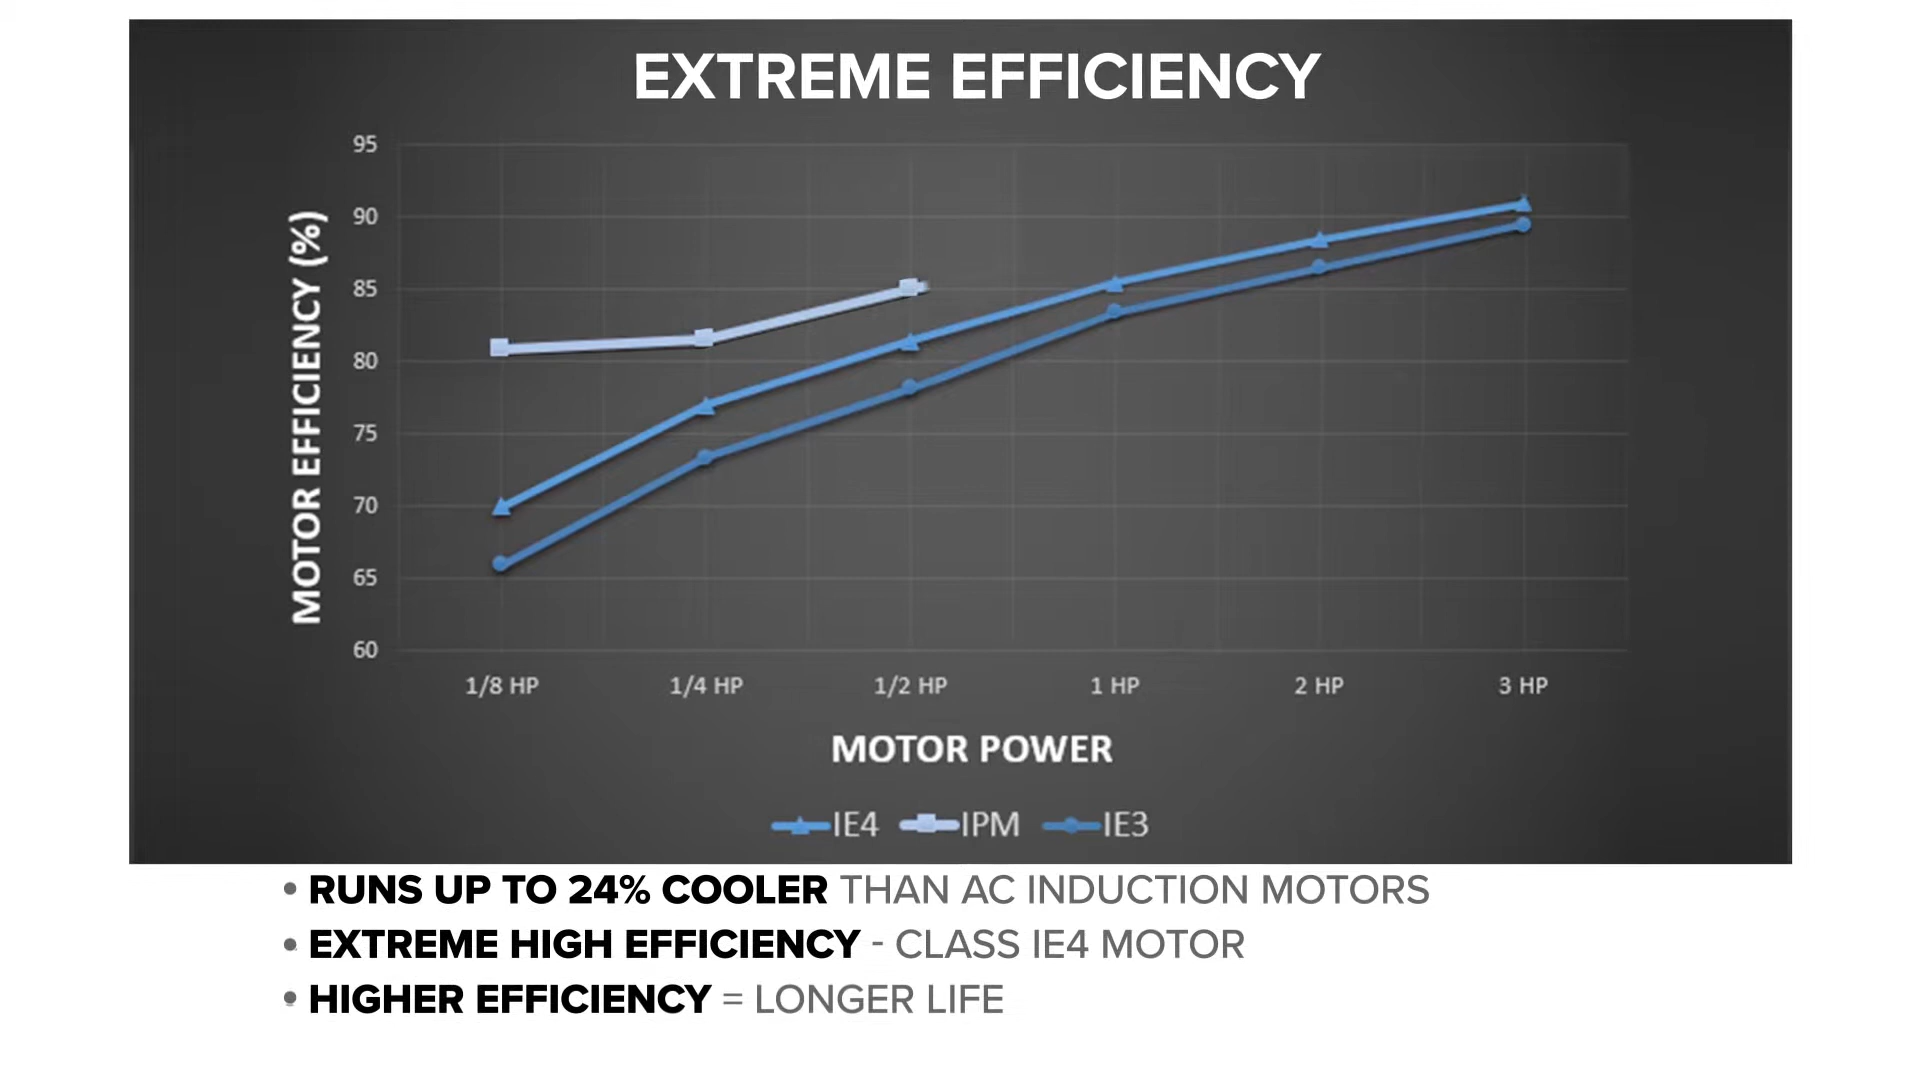 EXTREME EFFICIENCY
95
90
85
80
75
70
65
60
MOTOR EFFICIENCY (%)
1/8 HP 1/4 HP 1/2 HP 1 HP 2 HP 3 HP
MOTOR POWER
IE4 IPM IE3
• RUNS UP TO 24% COOLER THAN AC INDUCTION MOTORS
• EXTREME HIGH EFFICIENCY - CLASS IE4 MOTOR
• HIGHER EFFICIENCY = LONGER LIFE